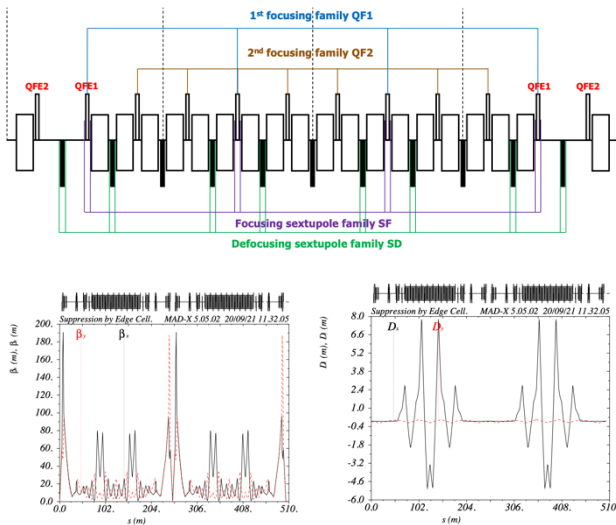 1st focusing family QF1
2nd focusing family QF2
QFE2 QFE1 QFE1 QFE2
Focusing sextupole family SF
Defocusing sextupole family SD
Suppression by Edge Cell. MAD-X 5.05.02 20/09/21 11.32.05
200.
180.
160.
140.
120.
100.
80.
60.
40.
20.
0.0
βy βx
β (m), β (m)
0.0 102. 204. 306. 408. 510.
s (m)
Suppression by Edge Cell. MAD-X 5.05.02 20/09/21 11.32.05
8.0
6.6
5.2
3.8
2.4
1.0
-0.4
-1.8
-3.2
-4.6
-6.0
Dx
D (m), D (m)
0.0 102. 204. 306. 408. 510.
s (m)